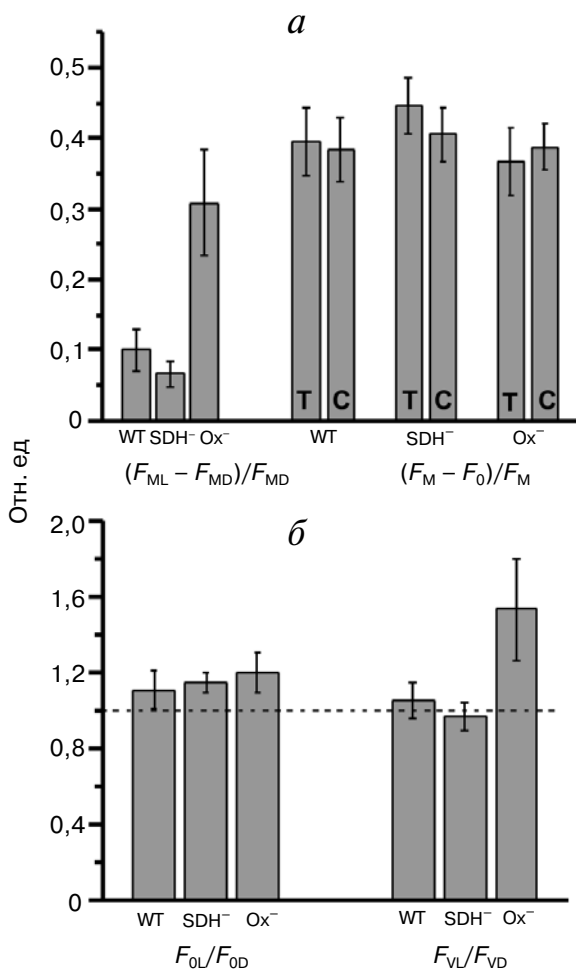 а
0,5
0,4
0,3
0,2
0,1
0
T C T C T C
WT SDH⁻ Ox⁻ WT SDH⁻ Ox⁻
(F_ML – F_MD)/F_MD (F_M – F_0)/F_M
Отн. ед
б
2,0
1,6
1,2
0,8
0,4
0
WT SDH⁻ Ox⁻ WT SDH⁻ Ox⁻
F_0L/F_0D F_VL/F_VD